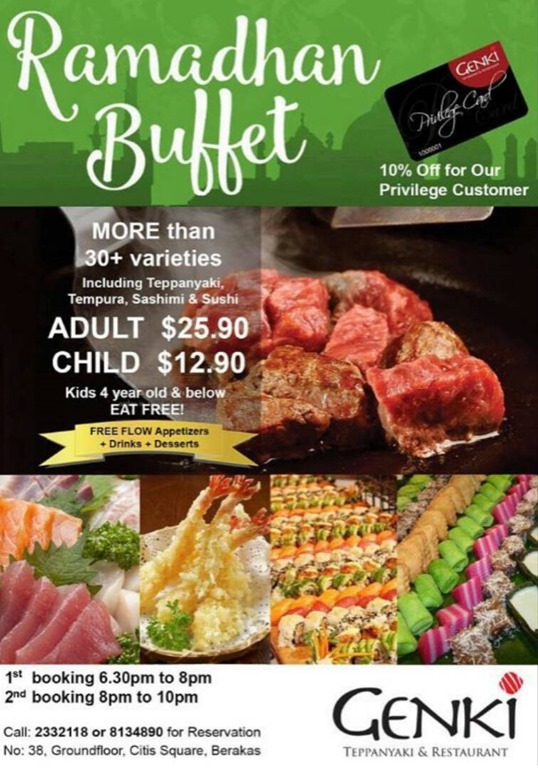 Ramadhan
Buffet
GENKI
Privilege Card
1000001
10% Off for Our
Privilege Customer
MORE than
30+ varieties
Including Teppanyaki,
Tempura, Sashimi & Sushi
ADULT $25.90
CHILD $12.90
Kids 4 year old & below
EAT FREE!
FREE FLOW Appetizers
+ Drinks + Desserts
1st booking 6.30pm to 8pm
2nd booking 8pm to 10pm
Call: 2332118 or 8134890 for Reservation
No: 38, Groundfloor, Citis Square, Berakas
GENKI
TEPPANYAKI & RESTAURANT